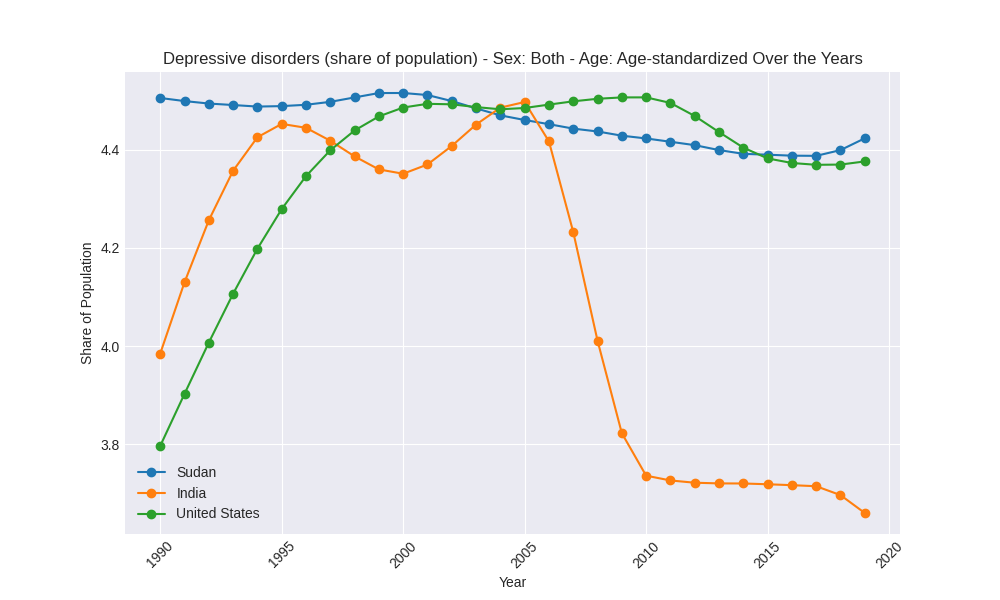 Depressive disorders (share of population) - Sex: Both - Age: Age-standardized Over the Years
Share of Population
4.4
4.2
4.0
3.8
Sudan
India
United States
1990
1995
2000
2005
2010
2015
2020
Year